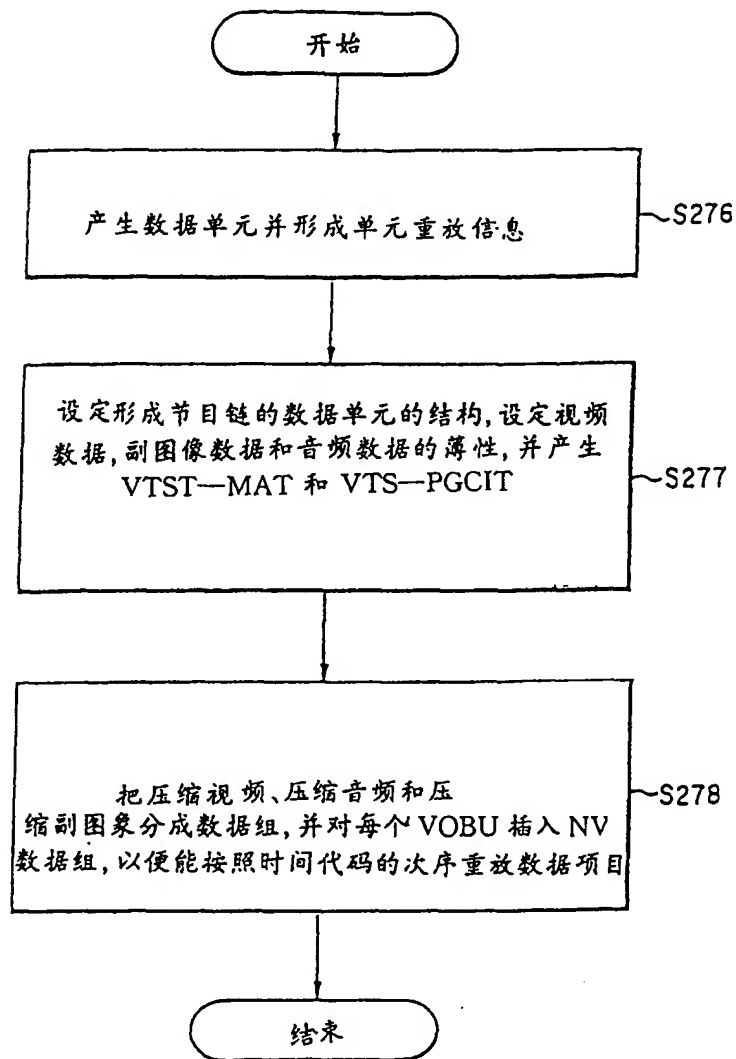 开始
产生数据单元并形成单元重放信息
S276
设定形成节目链的数据单元的结构,设定视频
数据,副图像数据和音频数据的薄性,并产生
VTST—MAT 和 VTS—PGCIT
S277
把压缩视频、压缩音频和压
缩副图象分成数据组,并对每个 VOBU 插入 NV
数据组,以便能按照时间代码的次序重放数据项目
S278
结束